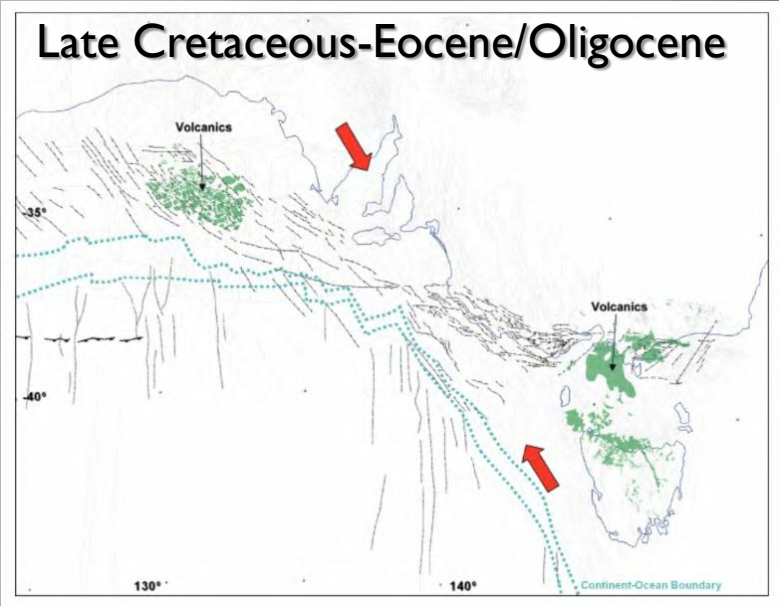 Late Cretaceous-Eocene/Oligocene
Volcanics
-35°
Volcanics
-40°
130°
140°
Continent-Ocean Boundary